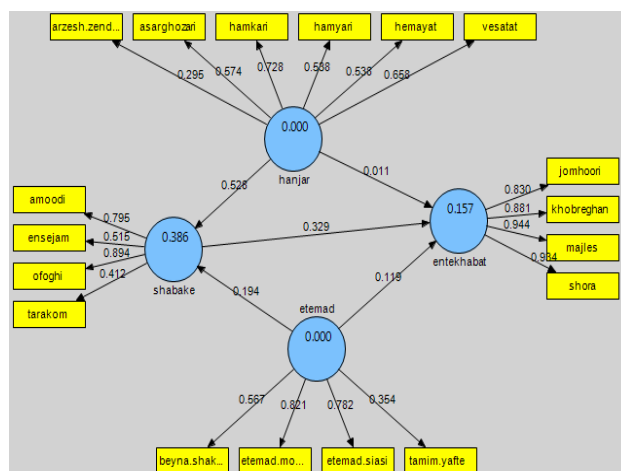 arzesh.zend...
asarghozari
hamkari
hamyari
hemayat
vesatat
0.295
0.574
0.728
0.538
0.538
0.658
0.000
hanjar
0.528
0.011
amoodi
ensejam
ofoghi
tarakom
0.795
0.515
0.894
0.412
0.386
shabake
0.329
0.157
entekhabat
0.830
0.881
0.944
0.934
jomhoori
khobreghan
majles
shora
0.194
0.119
etemad
0.000
0.567
0.821
0.782
0.354
beyna.shak...
etemad.mo...
etemad.siasi
tamim.yafte